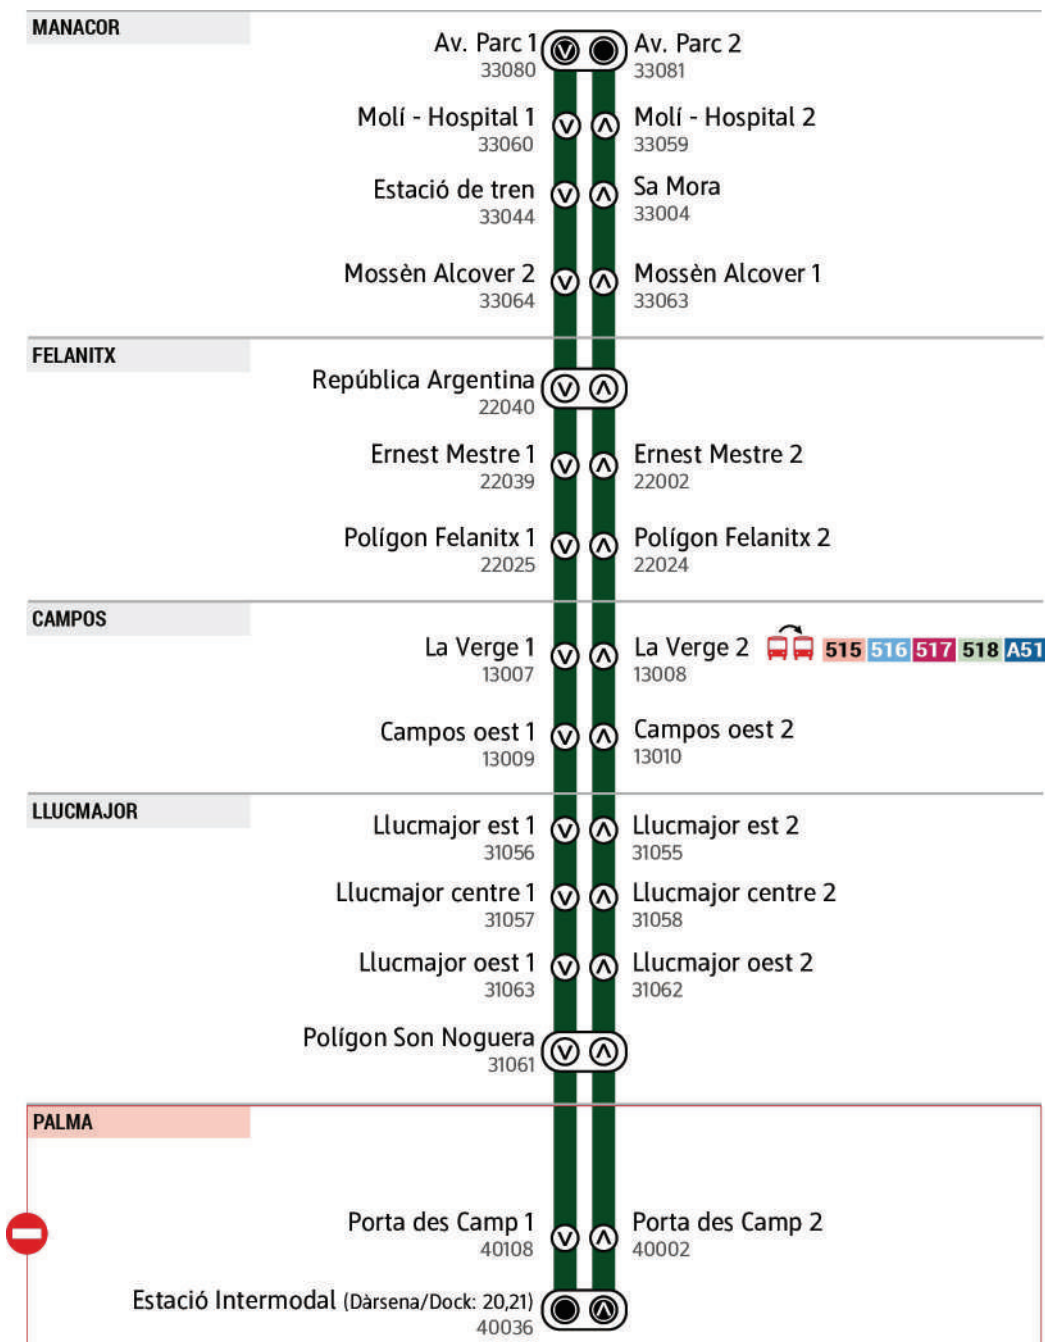 MANACOR
Av. Parc 1
33080
Av. Parc 2
33081
Molí - Hospital 1
33060
Molí - Hospital 2
33059
Estació de tren
33044
Sa Mora
33004
Mossèn Alcover 2
33064
Mossèn Alcover 1
33063
FELANITX
República Argentina
22040
Ernest Mestre 1
22039
Ernest Mestre 2
22002
Polígon Felanitx 1
22025
Polígon Felanitx 2
22024
CAMPOS
La Verge 1
13007
La Verge 2 515 516 517 518 A51
13008
Campos oest 1
13009
Campos oest 2
13010
LLUCMAJOR
Llucmajor est 1
31056
Llucmajor est 2
31055
Llucmajor centre 1
31057
Llucmajor centre 2
31058
Llucmajor oest 1
31063
Llucmajor oest 2
31062
Polígon Son Noguera
31061
PALMA
Porta des Camp 1
40108
Porta des Camp 2
40002
Estació Intermodal (Dàrsena/Dock: 20,21)
40036